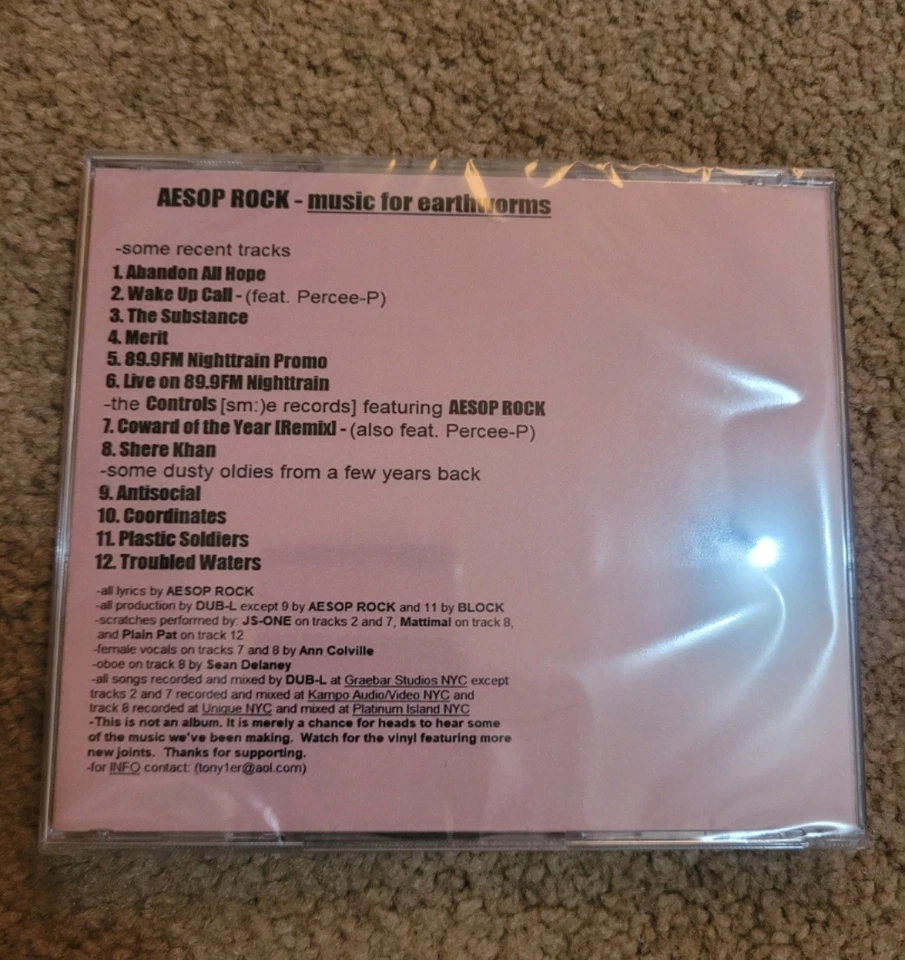 AESOP ROCK - music for earthworms
-some recent tracks
1. Abandon All Hope
2. Wake Up Call - (feat. Percee-P)
3. The Substance
4. Merit
5. 89.9FM Nighttrain Promo
6. Live on 89.9FM Nighttrain
-the Controls [sm:)e records] featuring AESOP ROCK
7. Coward of the Year [Remix] - (also feat. Percee-P)
8. Shere Khan
-some dusty oldies from a few years back
9. Antisocial
10. Coordinates
11. Plastic Soldiers
12. Troubled Waters
-all lyrics by AESOP ROCK
-all production by DUB-L except 9 by AESOP ROCK and 11 by BLOCK
-scratches performed by: JS-ONE on tracks 2 and 7, Mattimal on track 8,
and Plain Pat on track 12
-female vocals on tracks 7 and 8 by Ann Colville
-oboe on track 8 by Sean Delaney
-all songs recorded and mixed by DUB-L at Graebar Studios NYC except
tracks 2 and 7 recorded and mixed at Kampo Audio/Video NYC and
track 8 recorded at Unique NYC and mixed at Platinum Island NYC
-This is not an album. It is merely a chance for heads to hear some
of the music we've been making. Watch for the vinyl featuring more
new joints. Thanks for supporting.
-for INFO contact: (tony1er@aol.com)